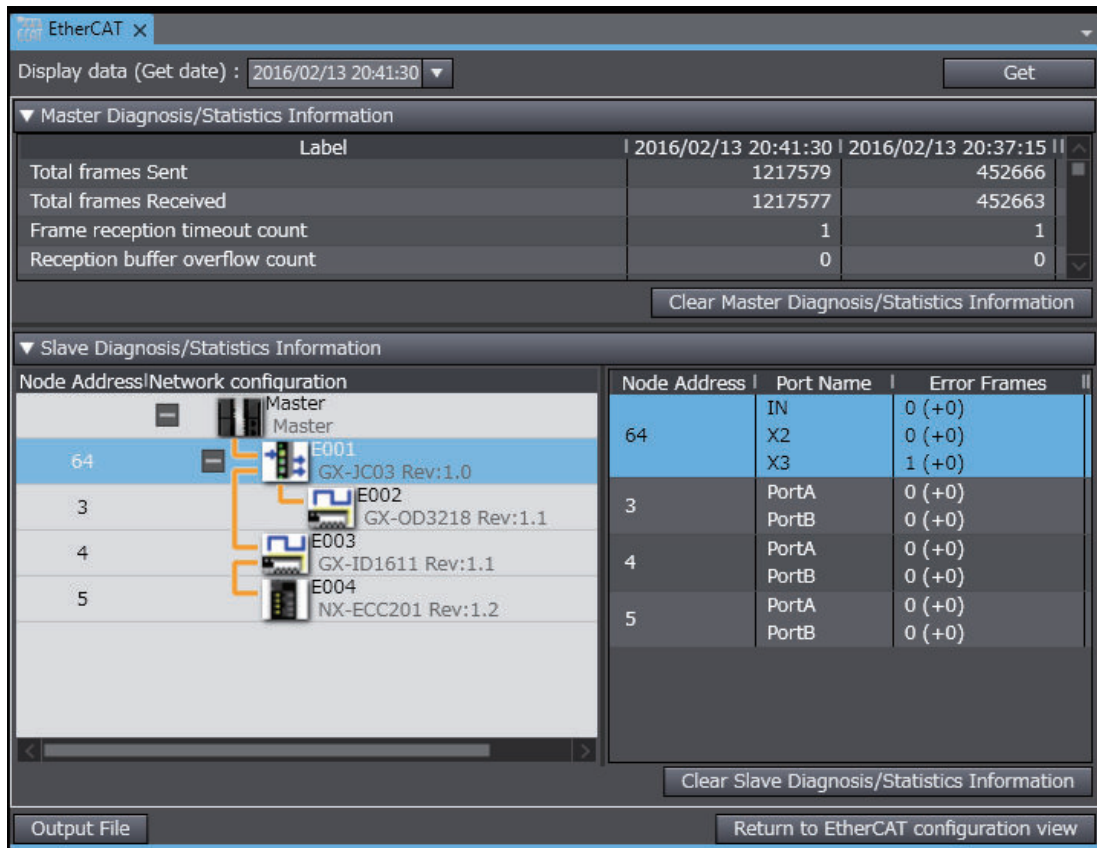 EtherCAT
Display data (Get date) : 2016/02/13 20:41:30 Get
Master Diagnosis/Statistics Information
Label 2016/02/13 20:41:30 2016/02/13 20:37:15
Total frames Sent 1217579 452666
Total frames Received 1217577 452663
Frame reception timeout count 1 1
Reception buffer overflow count 0 0
Clear Master Diagnosis/Statistics Information
Slave Diagnosis/Statistics Information
Node Address Network configuration
Master
Master
64 E001
GX-JC03 Rev:1.0
3 E002
GX-OD3218 Rev:1.1
4 E003
GX-ID1611 Rev:1.1
5 E004
NX-ECC201 Rev:1.2
Node Address Port Name Error Frames
IN 0 (+0)
64 X2 0 (+0)
X3 1 (+0)
3 PortA 0 (+0)
PortB 0 (+0)
4 PortA 0 (+0)
PortB 0 (+0)
5 PortA 0 (+0)
PortB 0 (+0)
Clear Slave Diagnosis/Statistics Information
Output File Return to EtherCAT configuration view